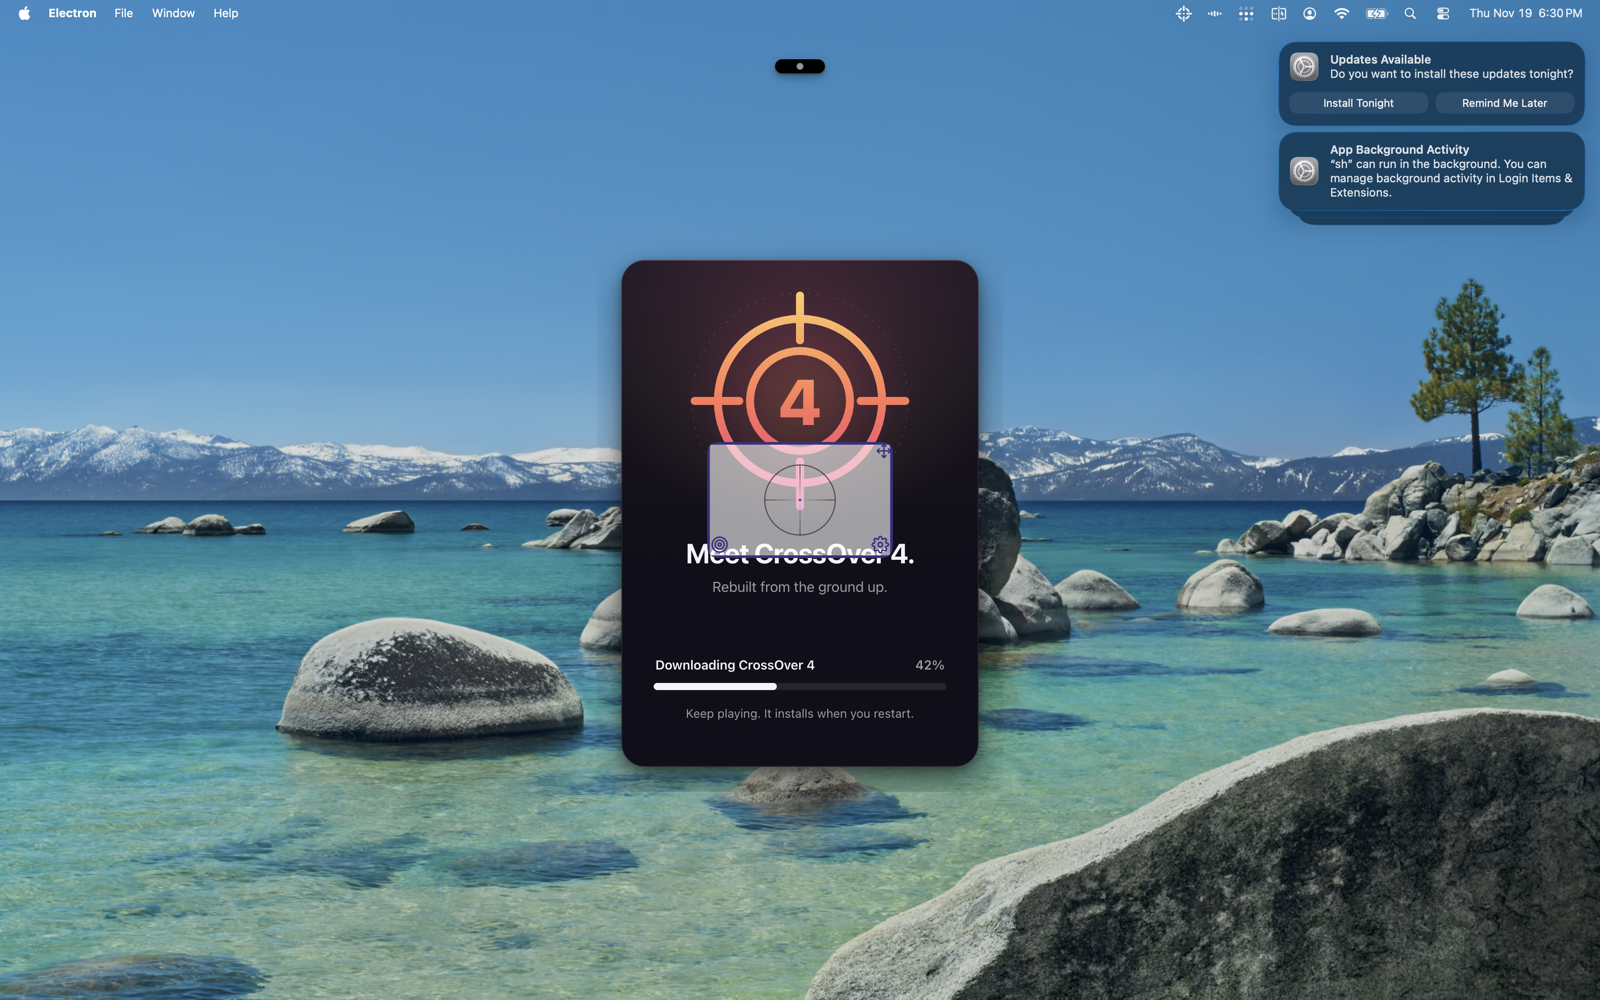 Electron File Window Help
Thu Nov 19 6:30 PM
Updates Available
Do you want to install these updates tonight?
Install Tonight Remind Me Later
App Background Activity
“sh” can run in the background. You can
manage background activity in Login Items &
Extensions.
4
Meet CrossOver 4.
Rebuilt from the ground up.
Downloading CrossOver 4 42%
Keep playing. It installs when you restart.